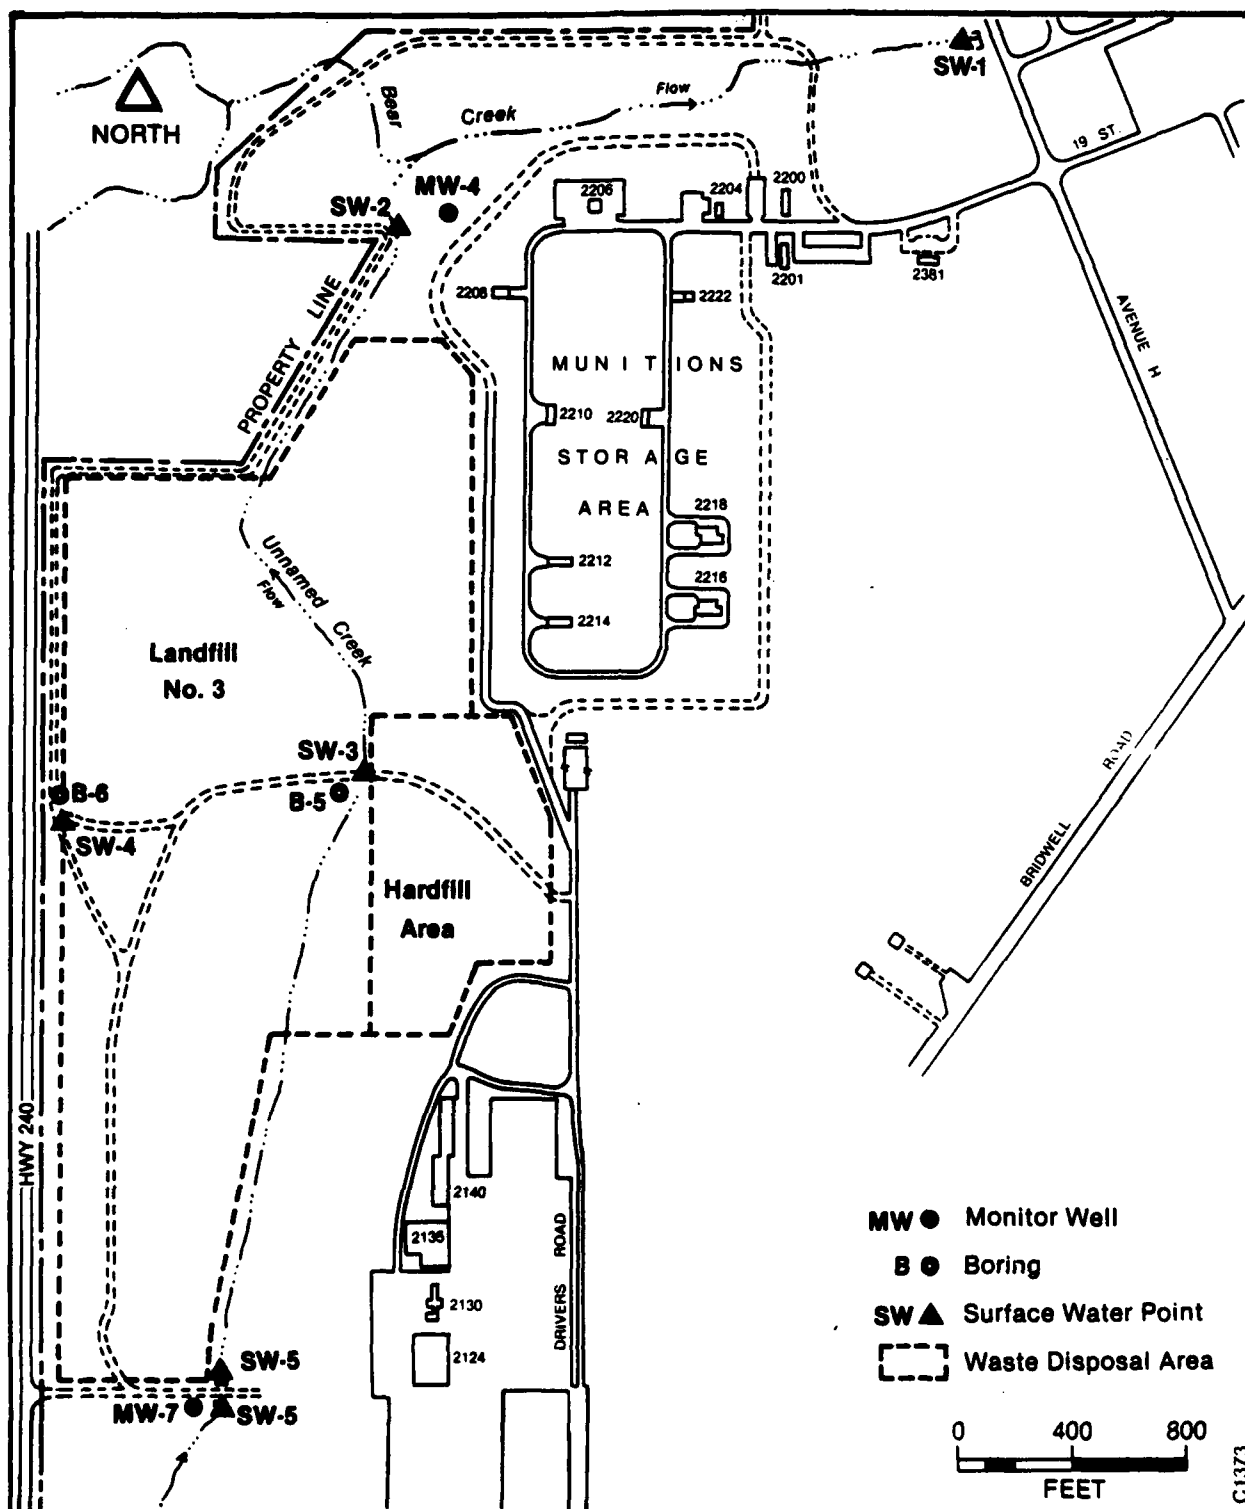 SW-1
NORTH
Bear
Creek
Flow
19 ST.
MW-4
SW-2
2206
2204
2200
2201
2381
2208
2222
PROPERTY LINE
AVENUE H
MUNITIONS
2210
2220
STORAGE
AREA
2218
2212
2216
2214
Unnamed Creek
Flow
Landfill
No. 3
SW-3
B-5
B-6
SW-4
Hardfill
Area
BRIDWELL ROAD
HWY 240
2140
2135
2130
2124
DRIVERS ROAD
SW-5
MW-7
SW-5
MW Monitor Well
B Boring
SW Surface Water Point
Waste Disposal Area
0 400 800
FEET
C1373